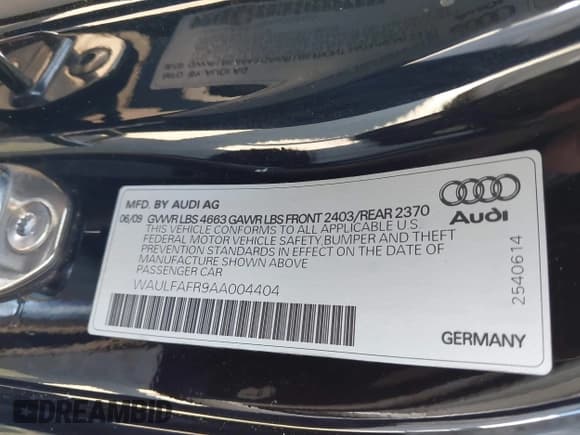 MFD. BY AUDI AG
06/09 GVWR LBS 4663 GAWR LBS FRONT 2403/REAR 2370
THIS VEHICLE CONFORMS TO ALL APPLICABLE U.S
FEDERAL MOTOR VEHICLE SAFETY,BUMPER AND THEFT
PREVENTION STANDARDS IN EFFECT ON THE DATE OF
MANUFACTURE SHOWN ABOVE
PASSENGER CAR
WAULFAFR9AA004404
Audi
2540614
GERMANY
DREAMBID